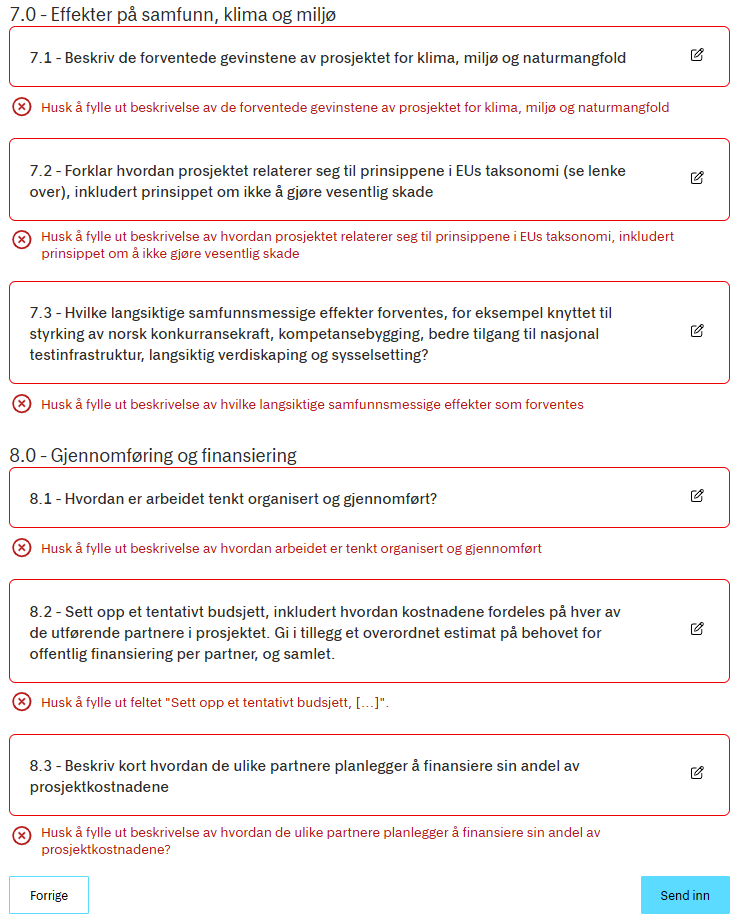 7.0 - Effekter på samfunn, klima og miljø
7.1 - Beskriv de forventede gevinstene av prosjektet for klima, miljø og naturmangfold
Husk å fylle ut beskrivelse av de forventede gevinstene av prosjektet for klima, miljø og naturmangfold
7.2 - Forklar hvordan prosjektet relaterer seg til prinsippene i EUs taksonomi (se lenke
over), inkludert prinsippet om ikke å gjøre vesentlig skade
Husk å fylle ut beskrivelse av hvordan prosjektet relaterer seg til prinsippene i EUs taksonomi, inkludert
prinsippet om å ikke gjøre vesentlig skade
7.3 - Hvilke langsiktige samfunnsmessige effekter forventes, for eksempel knyttet til
styrking av norsk konkurransekraft, kompetansebygging, bedre tilgang til nasjonal
testinfrastruktur, langsiktig verdiskaping og sysselsetting?
Husk å fylle ut beskrivelse av hvilke langsiktige samfunnsmessige effekter som forventes
8.0 - Gjennomføring og finansiering
8.1 - Hvordan er arbeidet tenkt organisert og gjennomført?
Husk å fylle ut beskrivelse av hvordan arbeidet er tenkt organisert og gjennomført
8.2 - Sett opp et tentativt budsjett, inkludert hvordan kostnadene fordeles på hver av
de utførende partnere i prosjektet. Gi i tillegg et overordnet estimat på behovet for
offentlig finansiering per partner, og samlet.
Husk å fylle ut feltet "Sett opp et tentativt budsjett, [...]".
8.3 - Beskriv kort hvordan de ulike partnere planlegger å finansiere sin andel av
prosjektkostnadene
Husk å fylle ut beskrivelse av hvordan de ulike partnere planlegger å finansiere sin andel av
prosjektkostnadene?
Forrige
Send inn